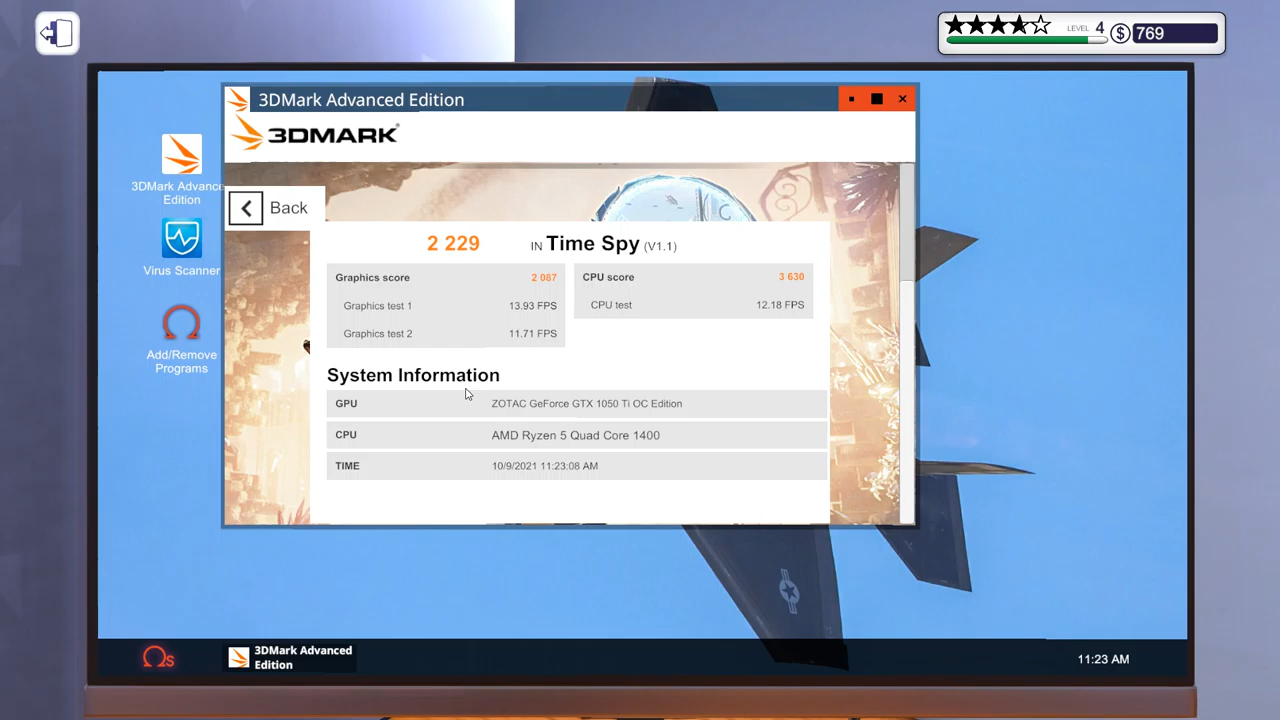 LEVEL 4 $ 769
3DMark Advanced Edition
3DMARK
3DMark Advance
Edition
Virus Scanner
Add/Remove
Programs
Back
2 229 IN Time Spy (V1.1)
Graphics score 2 087
Graphics test 1 13.93 FPS
Graphics test 2 11.71 FPS
CPU score 3 630
CPU test 12.18 FPS
System Information
GPU ZOTAC GeForce GTX 1050 Ti OC Edition
CPU AMD Ryzen 5 Quad Core 1400
TIME 10/9/2021 11:23:08 AM
Ωs
3DMark Advanced
Edition
11:23 AM